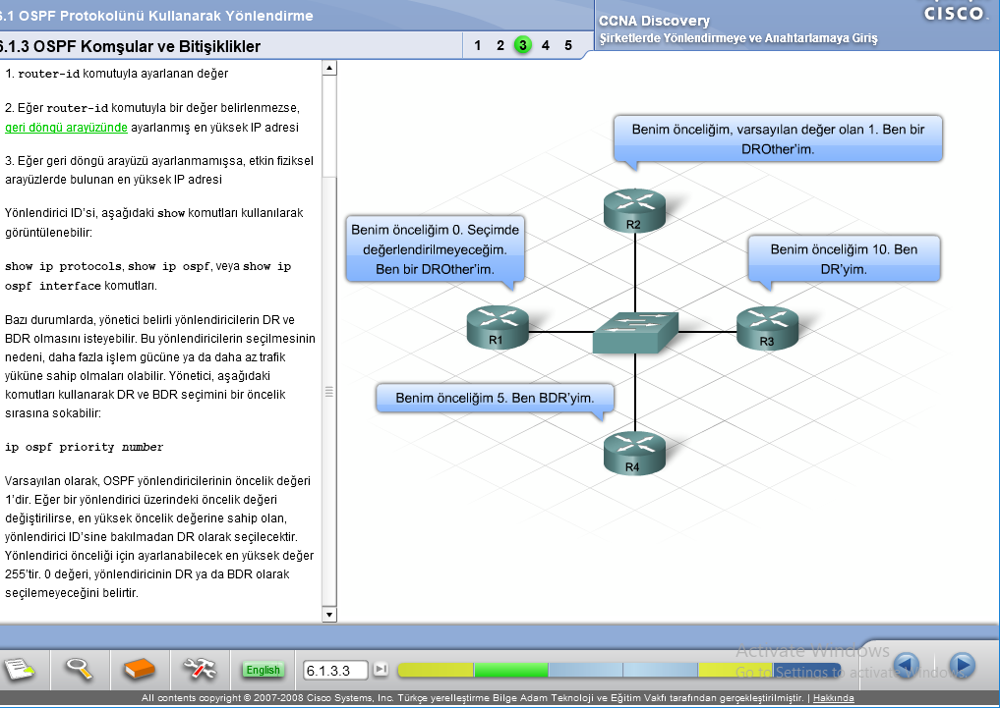 6.1 OSPF Protokolünü Kullanarak Yönlendirme
CISCO
CCNA Discovery
Şirketlerde Yönlendirmeye ve Anahtarlamaya Giriş
6.1.3 OSPF Komşular ve Bitişiklikler
1 2 3 4 5
1. router-id komutuyla ayarlanan değer
2. Eğer router-id komutuyla bir değer belirlenmezse,
geri döngü arayüzünde ayarlanmış en yüksek IP adresi
3. Eğer geri döngü arayüzü ayarlanmamışsa, etkin fiziksel
arayüzlerde bulunan en yüksek IP adresi
Yönlendirici ID'si, aşağıdaki show komutları kullanılarak
görüntülenebilir:
show ip protocols, show ip ospf, veya show ip
ospf interface komutları.
Bazı durumlarda, yönetici belirli yönlendiricilerin DR ve
BDR olmasını isteyebilir. Bu yönlendiricilerin seçilmesinin
nedeni, daha fazla işlem gücüne ya da daha az trafik
yüküne sahip olmaları olabilir. Yönetici, aşağıdaki
komutları kullanarak DR ve BDR seçimini bir öncelik
sırasına sokabilir:
ip ospf priority number
Varsayılan olarak, OSPF yönlendiricilerinin öncelik değeri
1'dir. Eğer bir yönlendirici üzerindeki öncelik değeri
değiştirilirse, en yüksek öncelik değerine sahip olan,
yönlendirici ID'sine bakılmadan DR olarak seçilecektir.
Yönlendirici önceliği için ayarlanabilecek en yüksek değer
255'tir. 0 değeri, yönlendiricinin DR ya da BDR olarak
seçilemeyeceğini belirtir.
Benim önceliğim, varsayılan değer olan 1. Ben bir
DROther'im.
R2
Benim önceliğim 0. Seçimde
değerlendirilmeyeceğim.
Ben bir DROther'im.
R1
Benim önceliğim 10. Ben
DR'yim.
R3
Benim önceliğim 5. Ben BDR'yim.
R4
Activate Windows
Go to Settings to activate Windows.
English
6.1.3.3
All contents copyright © 2007-2008 Cisco Systems, Inc. Türkçe yerelleştirme Bilge Adam Teknoloji ve Eğitim Vakfı tarafından gerçekleştirilmiştir. | Hakkında